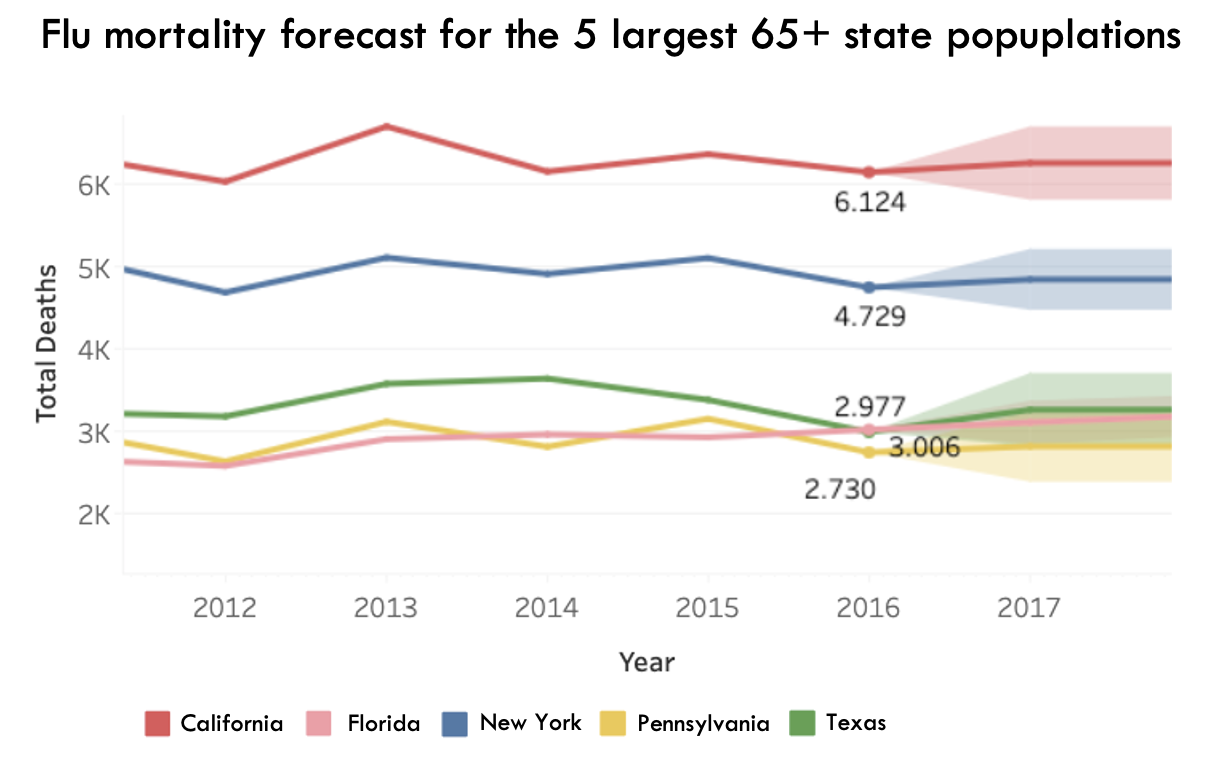 Flu mortality forecast for the 5 largest 65+ state popuplations
Total Deaths
6K
5K
4K
3K
2K
6.124
4.729
2.977
3.006
2.730
2012 2013 2014 2015 2016 2017
Year
California Florida New York Pennsylvania Texas